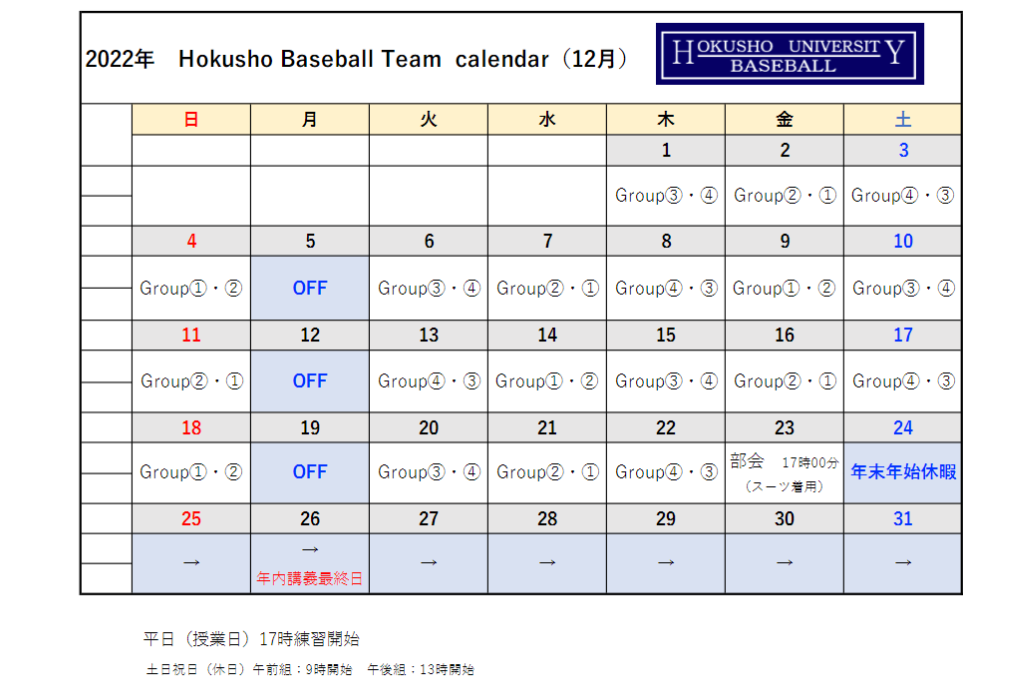 2022年　Hokusho Baseball Team calendar（12月）
HOKUSHO UNIVERSITY
BASEBALL
日 月 火 水 木 金 土
1 2 3
Group③・④ Group②・① Group④・③
4 5 6 7 8 9 10
Group①・② OFF Group③・④ Group②・① Group④・③ Group①・② Group③・④
11 12 13 14 15 16 17
Group②・① OFF Group④・③ Group①・② Group③・④ Group②・① Group④・③
18 19 20 21 22 23 24
Group①・② OFF Group③・④ Group②・① Group④・③ 部会　17時00分 年末年始休暇
（スーツ着用）
25 26 27 28 29 30 31
→ → → → → → →
年内講義最終日
平日（授業日）17時練習開始
土日祝日（休日）午前組：9時開始　午後組：13時開始